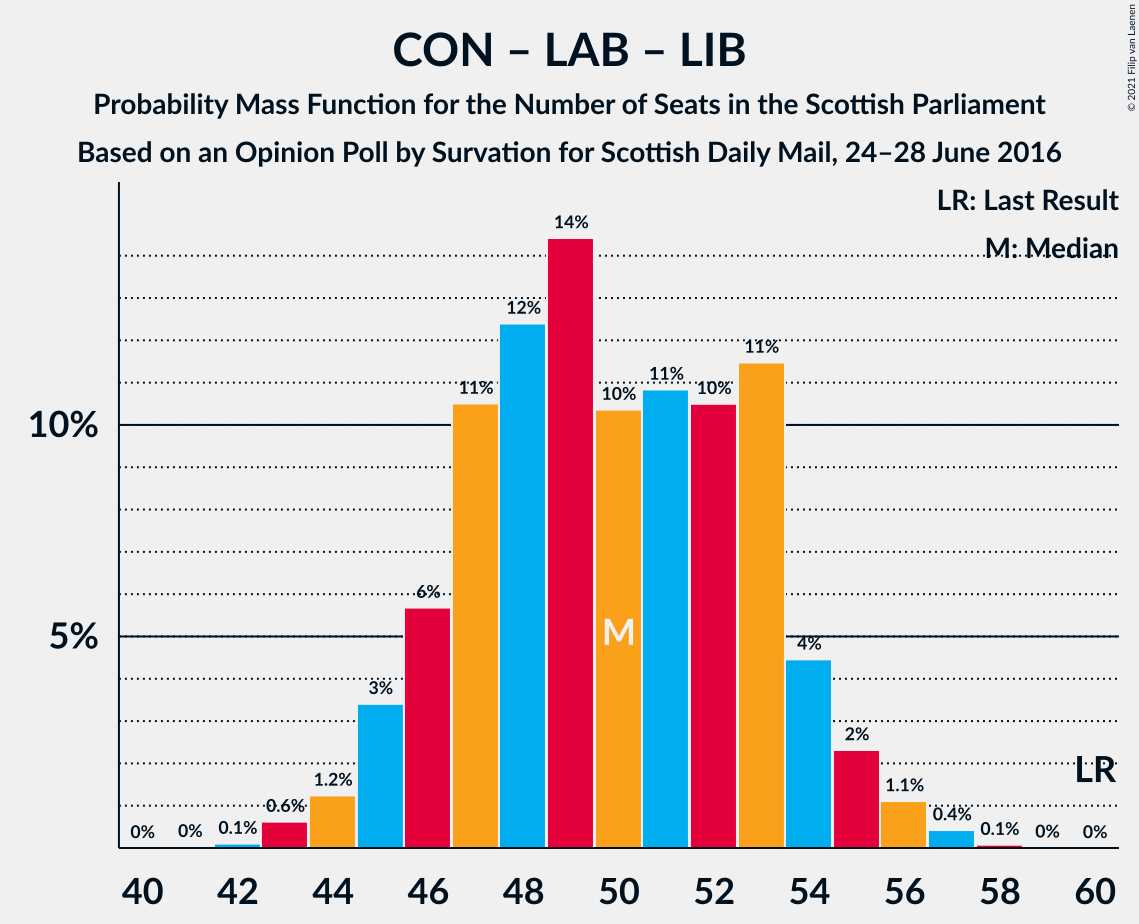 CON – LAB – LIB
Probability Mass Function for the Number of Seats in the Scottish Parliament
Based on an Opinion Poll by Survation for Scottish Daily Mail, 24–28 June 2016
© 2021 Filip van Laenen
LR: Last Result
M: Median
10%
5%
0%
0%
0.1%
0.6%
1.2%
3%
6%
11%
12%
14%
10%
11%
10%
11%
4%
2%
1.1%
0.4%
0.1%
0%
0%
M
LR
40 42 44 46 48 50 52 54 56 58 60